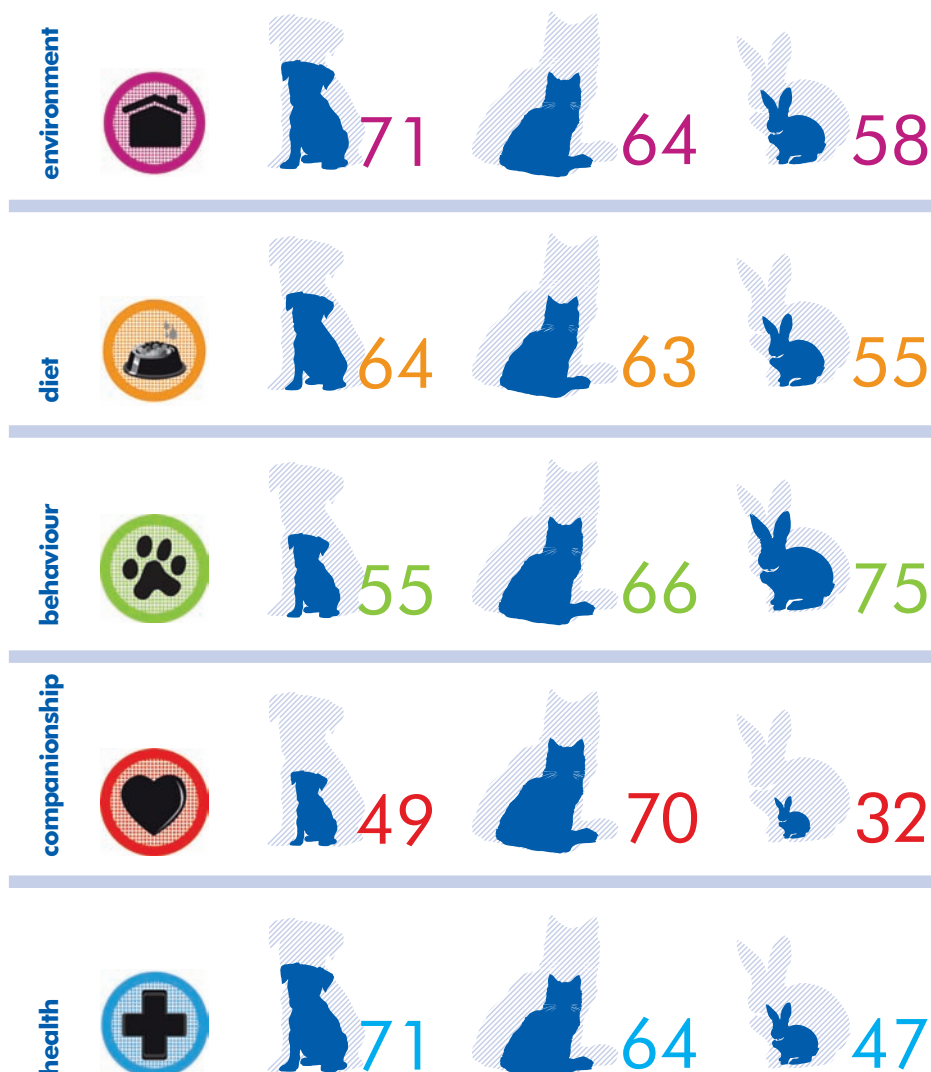 environment
71 64 58
diet
64 63 55
behaviour
55 66 75
companionship
49 70 32
health
71 64 47